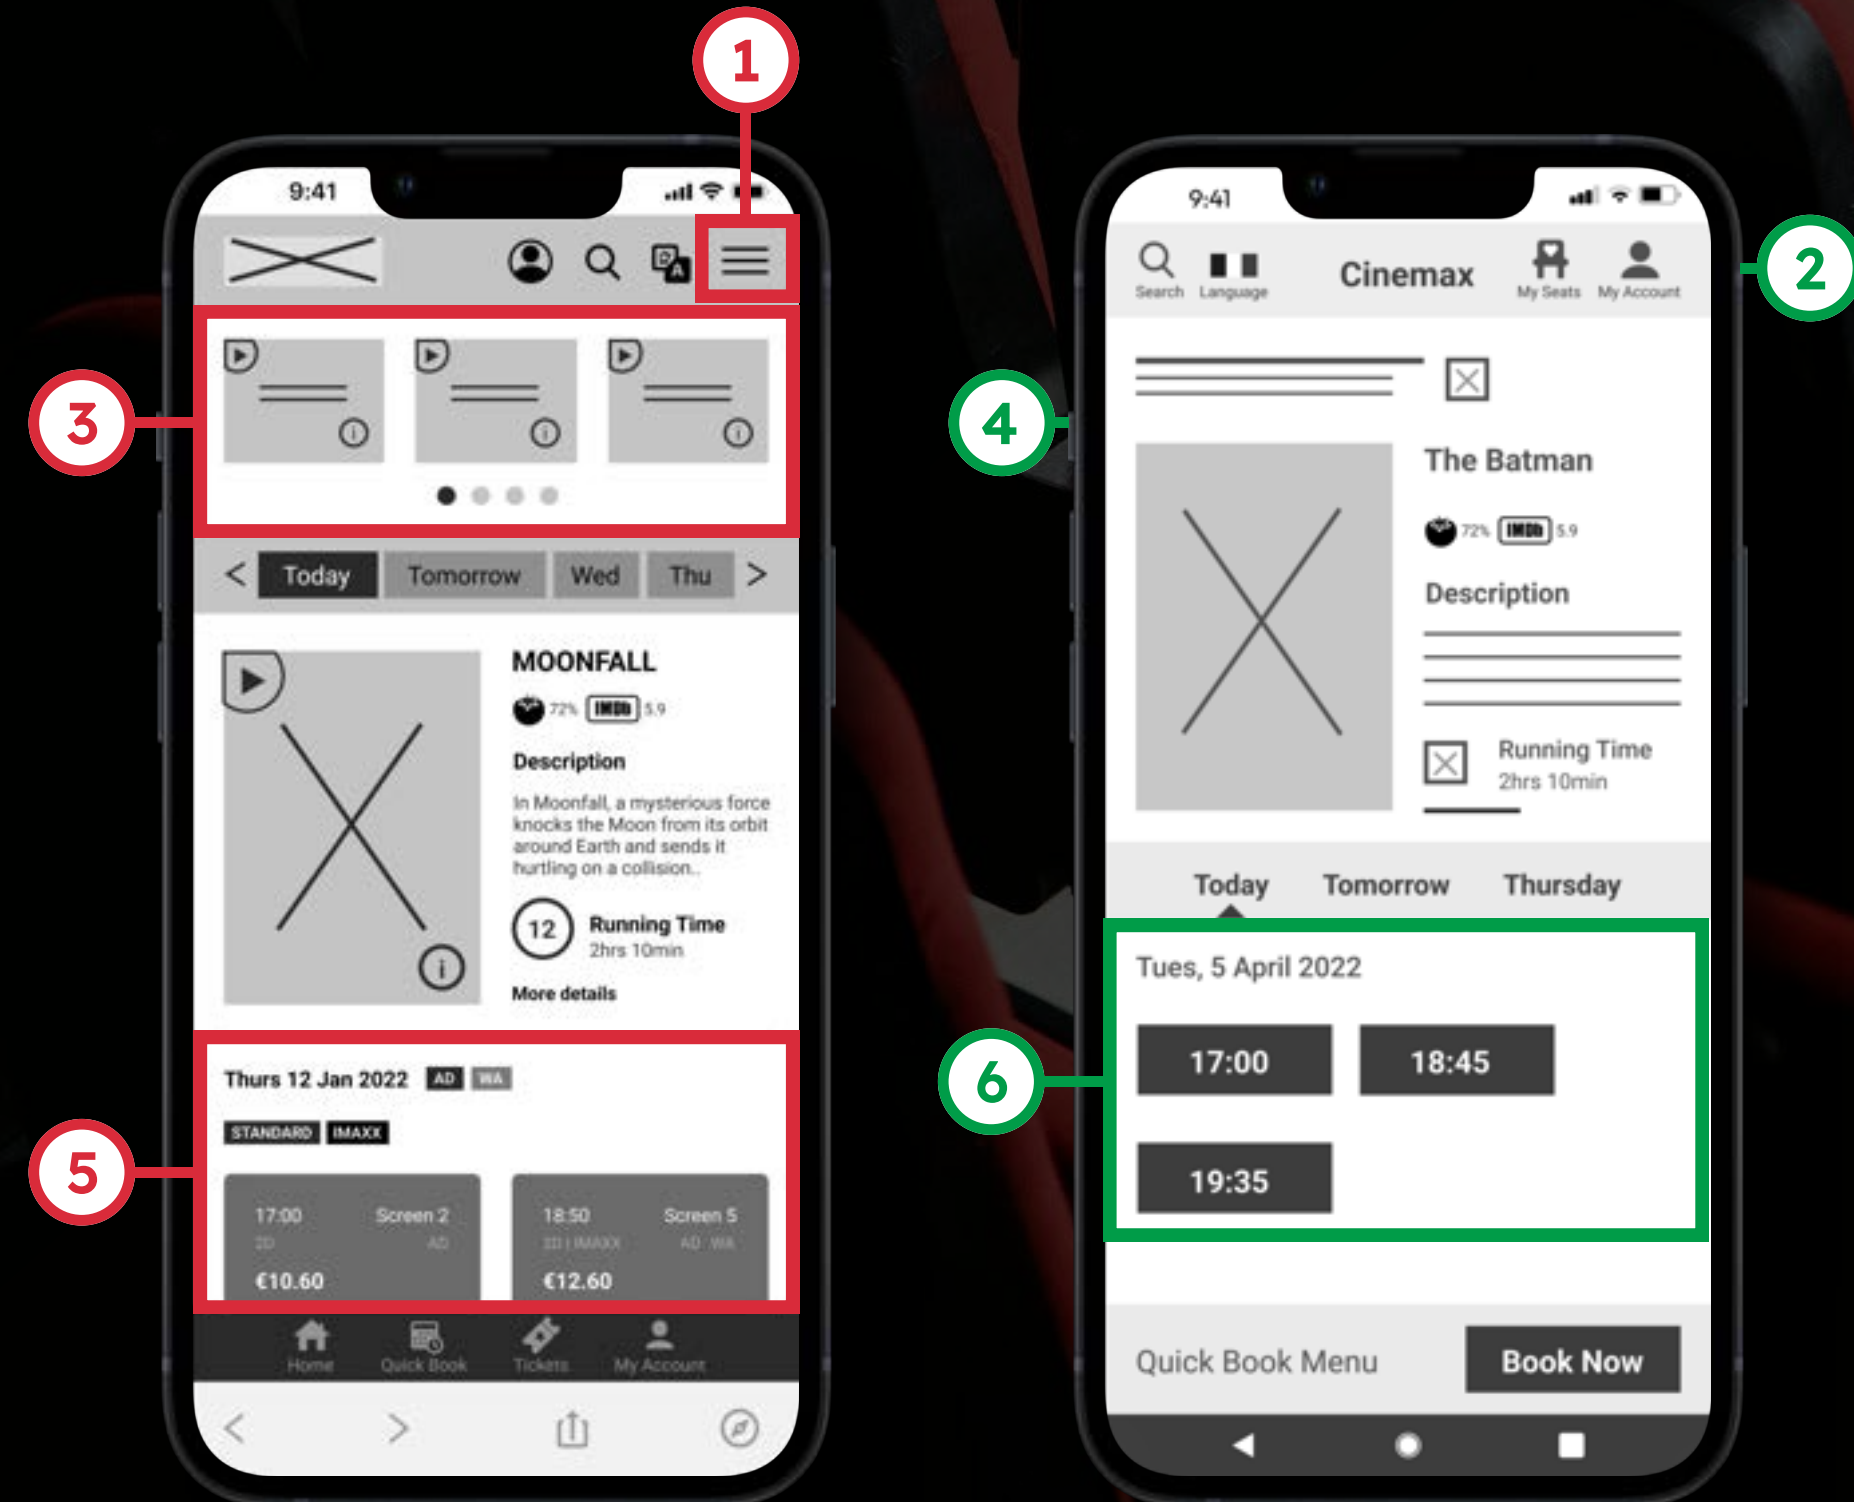 1
9:41
3
Today Tomorrow Wed Thu
MOONFALL
72% IMDb 5.9
Description
In Moonfall, a mysterious force
knocks the Moon from its orbit
around Earth and sends it
hurtling on a collision..
12 Running Time
2hrs 10min
More details
5
Thurs 12 Jan 2022 AD WA
STANDARD IMAXX
17:00 Screen 2
2D AD
€10.60
18:50 Screen 5
2D | IMAXX AD WA
€12.60
Home Quick Book Tickets My Account
9:41
2
Search Language Cinemax My Seats My Account
4
The Batman
72% IMDb 5.9
Description
Running Time
2hrs 10min
Today Tomorrow Thursday
6
Tues, 5 April 2022
17:00 18:45
19:35
Quick Book Menu Book Now